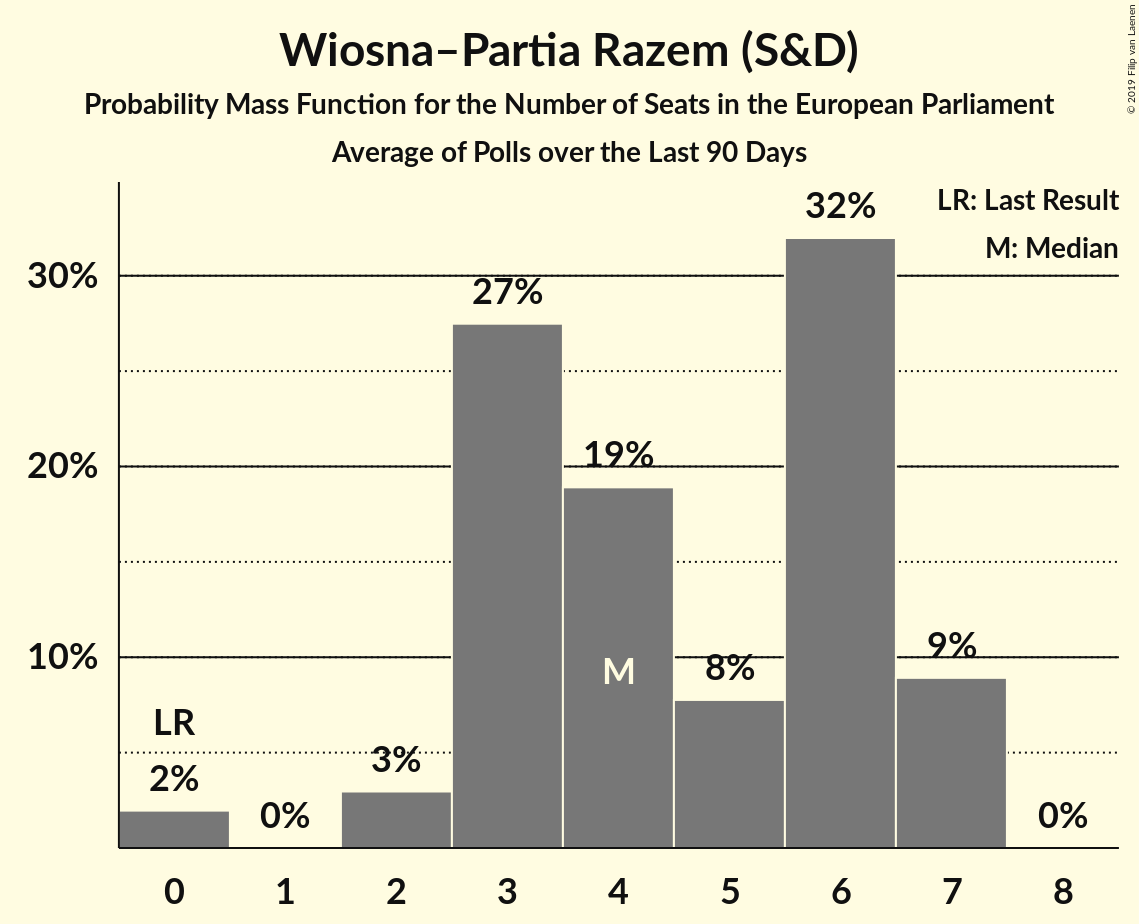 Wiosna–Partia Razem (S&D)
Probability Mass Function for the Number of Seats in the European Parliament
Average of Polls over the Last 90 Days
© 2019 Filip van Laenen
LR: Last Result
M: Median
32%
30%
27%
20%
19%
10%
M
8%
9%
LR
2%
0%
3%
0%
0 1 2 3 4 5 6 7 8